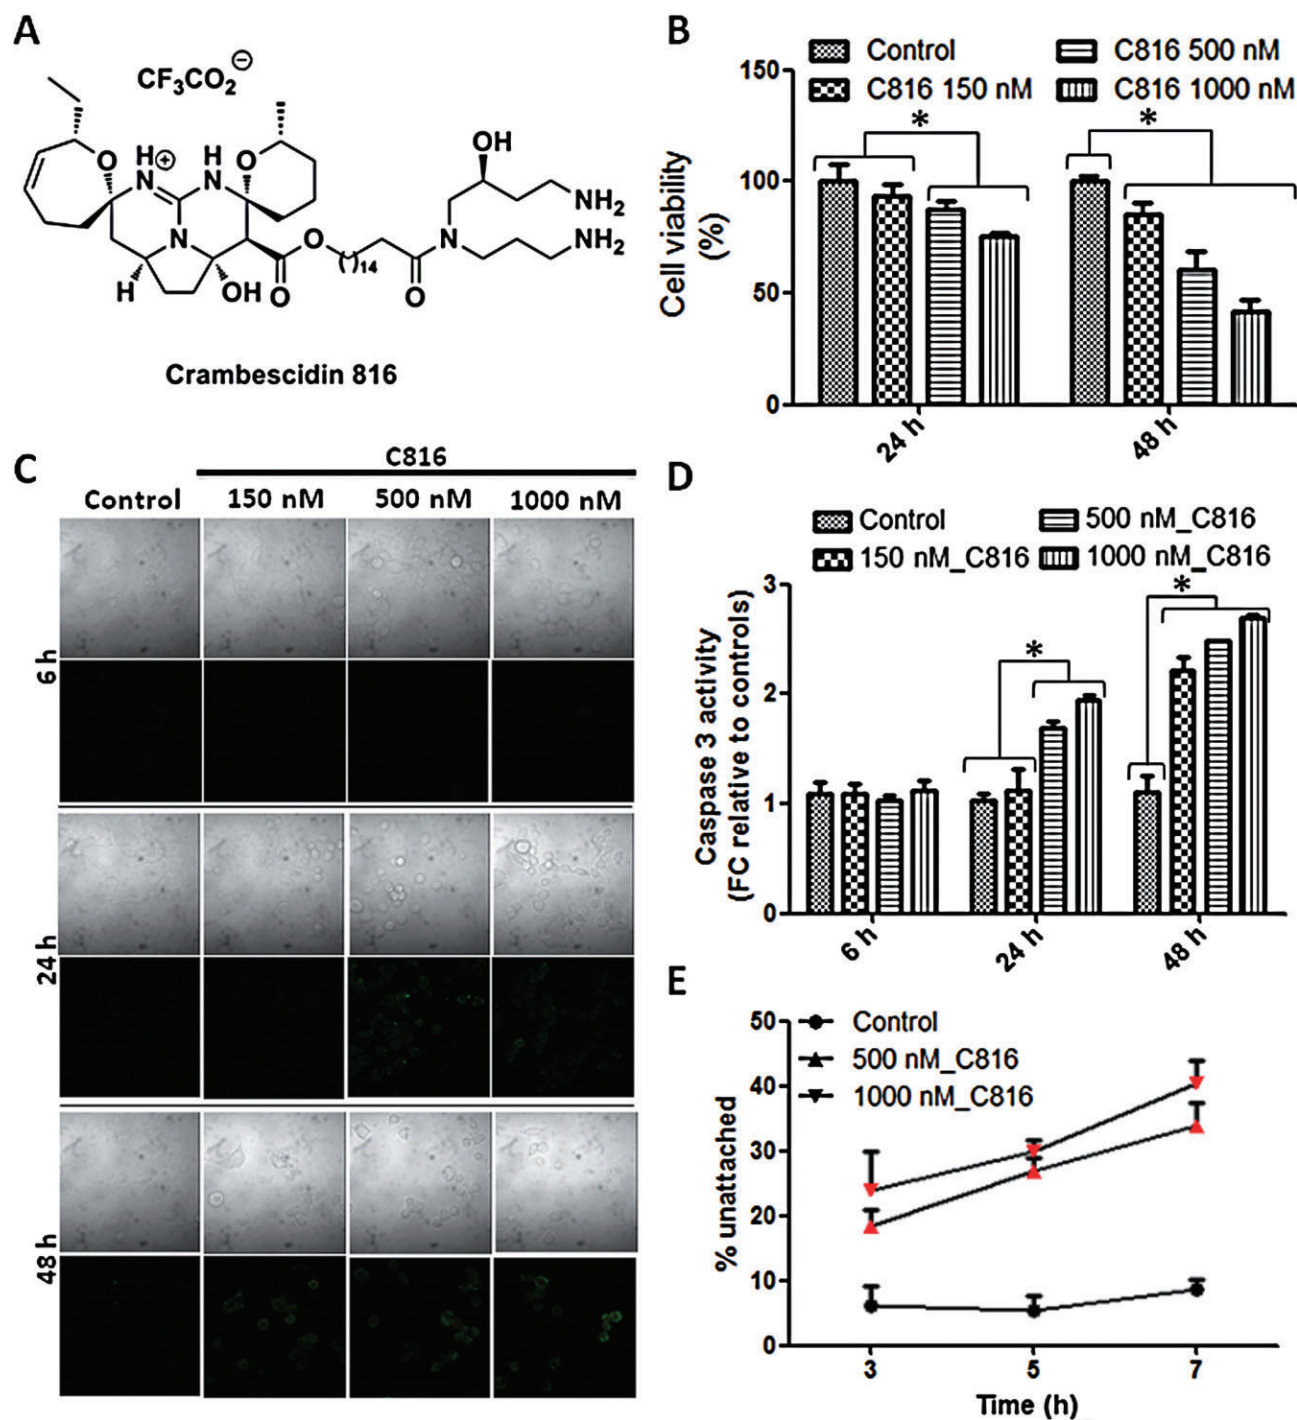 A
CF₃CO₂⊖
H
⊕
N
H
N
O
O
N
H
OH
O
O
14
O
N
OH
NH₂
NH₂
Crambescidin 816
B
Control
C816 500 nM
C816 150 nM
C816 1000 nM
Cell viability
(%)
150
100
50
0
*
*
24 h
48 h
C
C816
Control
150 nM
500 nM
1000 nM
6 h
24 h
48 h
D
Control
500 nM_C816
150 nM_C816
1000 nM_C816
Caspase 3 activity
(FC relative to controls)
3
2
1
0
*
*
6 h
24 h
48 h
E
Control
500 nM_C816
1000 nM_C816
% unattached
50
40
30
20
10
0
3
5
7
Time (h)